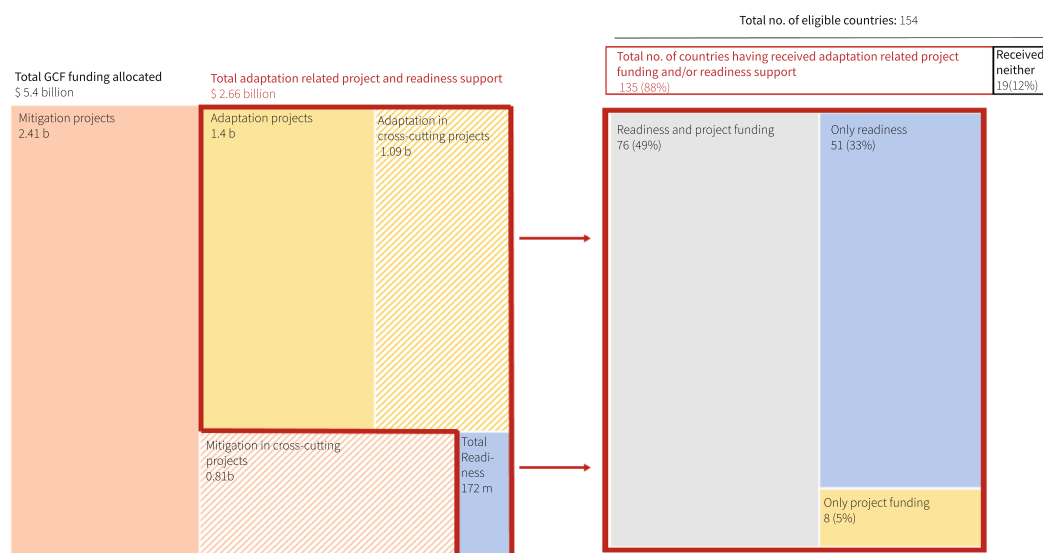 Total no. of eligible countries: 154
Total GCF funding allocated
$ 5.4 billion
Total adaptation related project and readiness support
$ 2.66 billion
Total no. of countries having received adaptation related project
funding and/or readiness support
135 (88%)
Received
neither
19(12%)
Mitigation projects
2.41 b
Adaptation projects
1.4 b
Adaptation in
cross-cutting projects
1.09 b
Readiness and project funding
76 (49%)
Only readiness
51 (33%)
Mitigation in cross-cutting
projects
0.81b
Total
Readi-
ness
172 m
Only project funding
8 (5%)